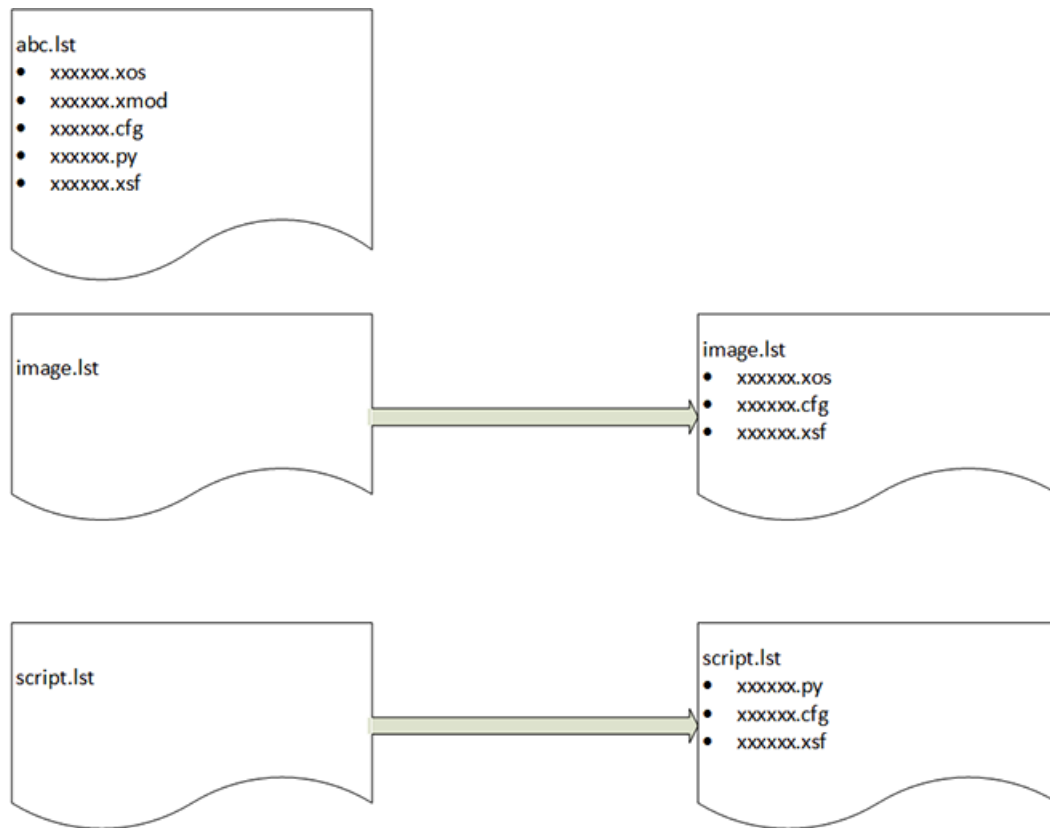 abc.lst
• xxxxxx.xos
• xxxxxx.xmod
• xxxxxx.cfg
• xxxxxx.py
• xxxxxx.xsf
image.lst
image.lst
• xxxxxx.xos
• xxxxxx.cfg
• xxxxxx.xsf
script.lst
script.lst
• xxxxxx.py
• xxxxxx.cfg
• xxxxxx.xsf